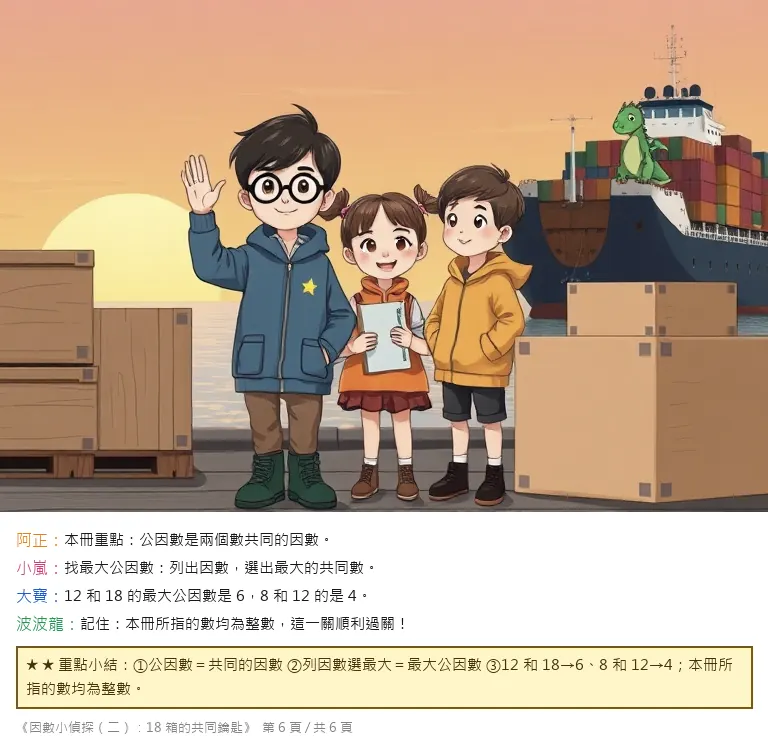 阿正：本冊重點：公因數是兩個數共同的因數。
小嵐：找最大公因數：列出因數，選出最大的共同數。
大寶：12 和 18 的最大公因數是 6，8 和 12 的是 4。
波波龍：記住：本冊所指的數均為整數，這一關順利過關！
★★ 重點小結：①公因數＝共同的因數 ②列因數選最大＝最大公因數 ③12 和 18→6、8 和 12→4；本冊所
指的數均為整數。
《因數小偵探（二）：18 箱的共同鑰匙》 第 6 頁 / 共 6 頁